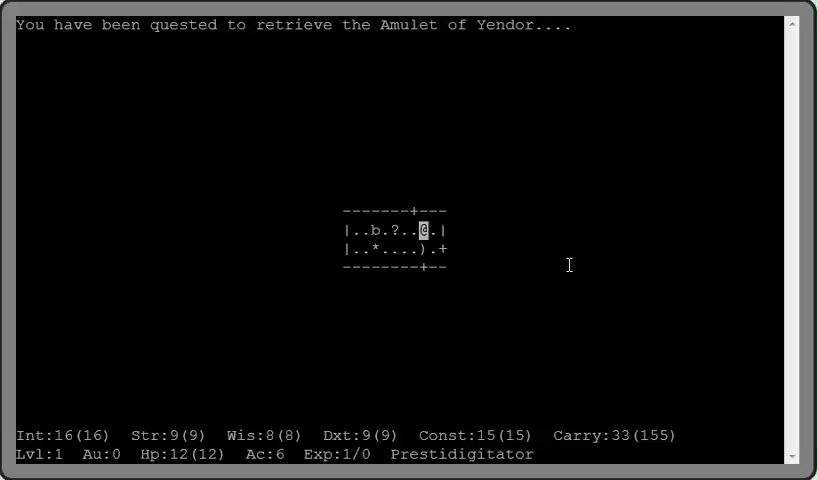 You have been quested to retrieve the Amulet of Yendor....
-------+---
|..b.?..@.|
|..*....).+
--------+--
Int:16(16)  Str:9(9)  Wis:8(8)  Dxt:9(9)  Const:15(15)  Carry:33(155)
Lvl:1  Au:0  Hp:12(12)  Ac:6  Exp:1/0  Prestidigitator